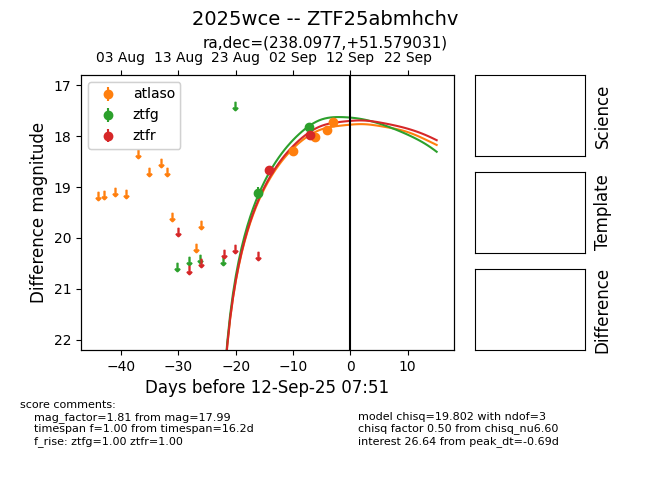 2025wce -- ZTF25abmhchv
ra,dec=(238.0977,+51.579031)
03 Aug 13 Aug 23 Aug 02 Sep 12 Sep 22 Sep
atlaso
ztfg
ztfr
17
18
19
20
21
22
Difference magnitude
−40 −30 −20 −10 0 10
Days before 12-Sep-25 07:51
Science
Template
Difference
score comments:
mag_factor=1.81 from mag=17.99
timespan f=1.00 from timespan=16.2d
f_rise: ztfg=1.00 ztfr=1.00
model chisq=19.802 with ndof=3
chisq factor 0.50 from chisq_nu6.60
interest 26.64 from peak_dt=-0.69d